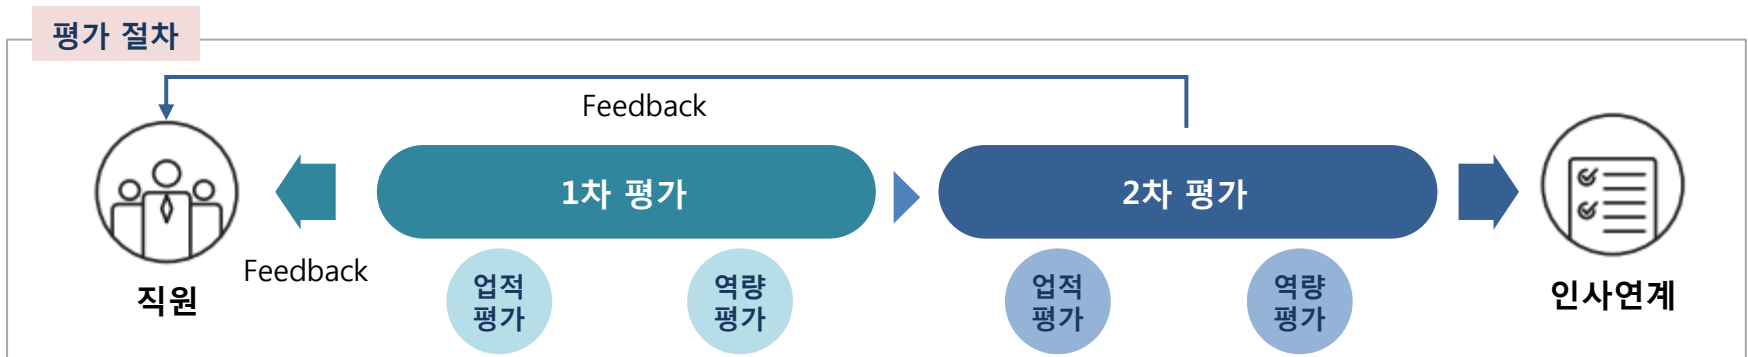 평가 절차
Feedback
1차 평가
2차 평가
Feedback
직원
업적
평가
역량
평가
업적
평가
역량
평가
인사연계